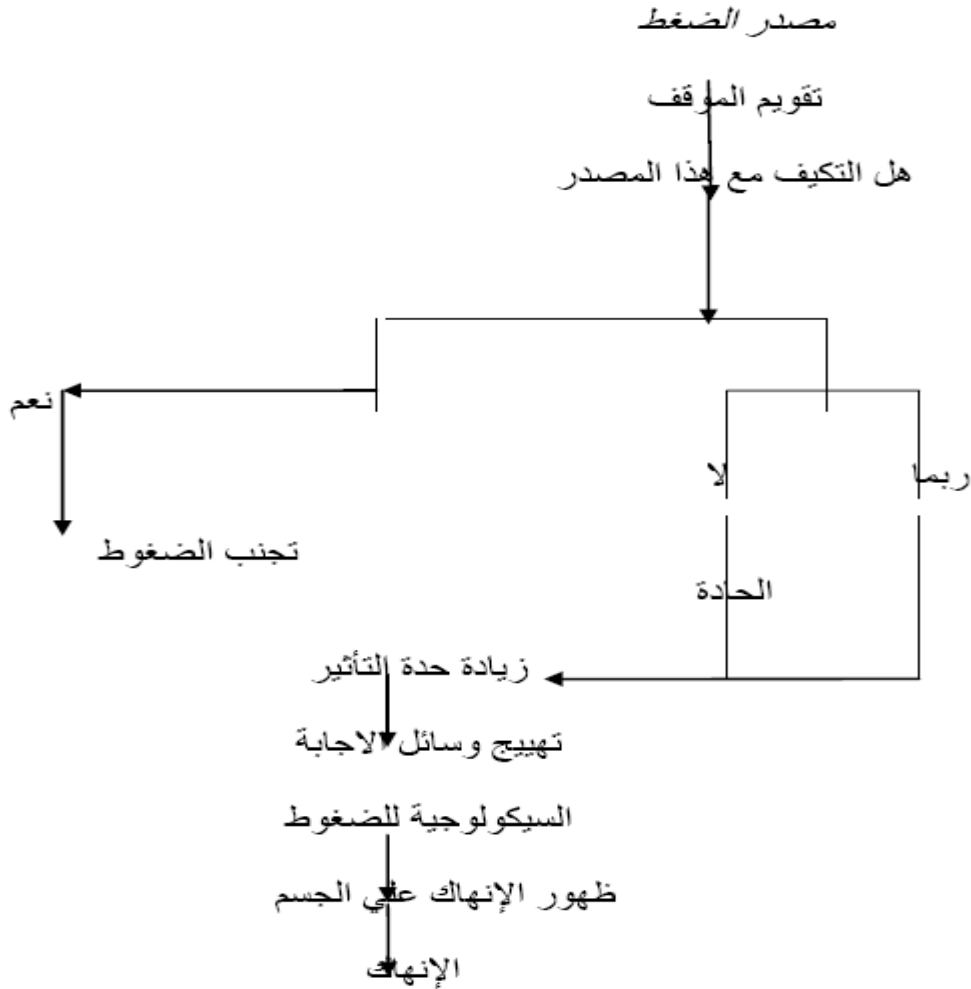 مصدر الضغط
تقويم الموقف
هل التكيف مع هذا المصدر
نعم
ربما
لا
تجنب الضغوط
الحادة
زيادة حدة التأثير
تهييج وسائل الاجابة
السيكولوجية للضغوط
ظهور الإنهاك علي الجسم
الإنهاك